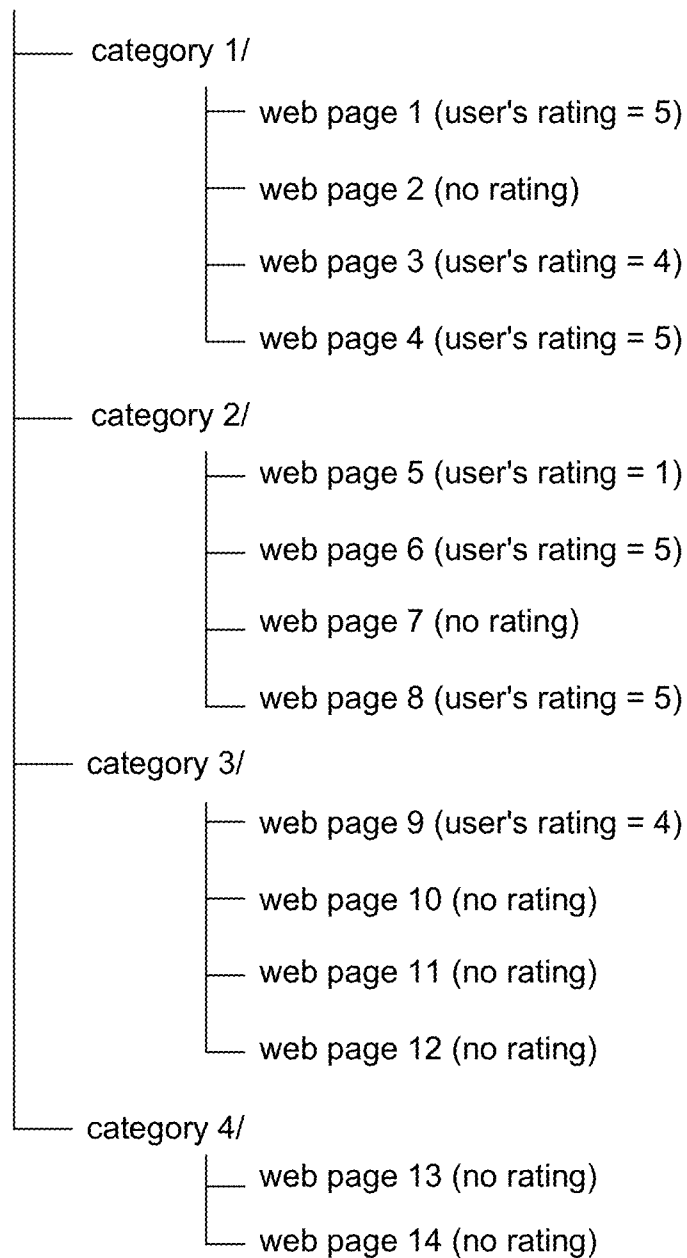 category 1/
web page 1 (user's rating = 5)
web page 2 (no rating)
web page 3 (user's rating = 4)
web page 4 (user's rating = 5)
category 2/
web page 5 (user's rating = 1)
web page 6 (user's rating = 5)
web page 7 (no rating)
web page 8 (user's rating = 5)
category 3/
web page 9 (user's rating = 4)
web page 10 (no rating)
web page 11 (no rating)
web page 12 (no rating)
category 4/
web page 13 (no rating)
web page 14 (no rating)